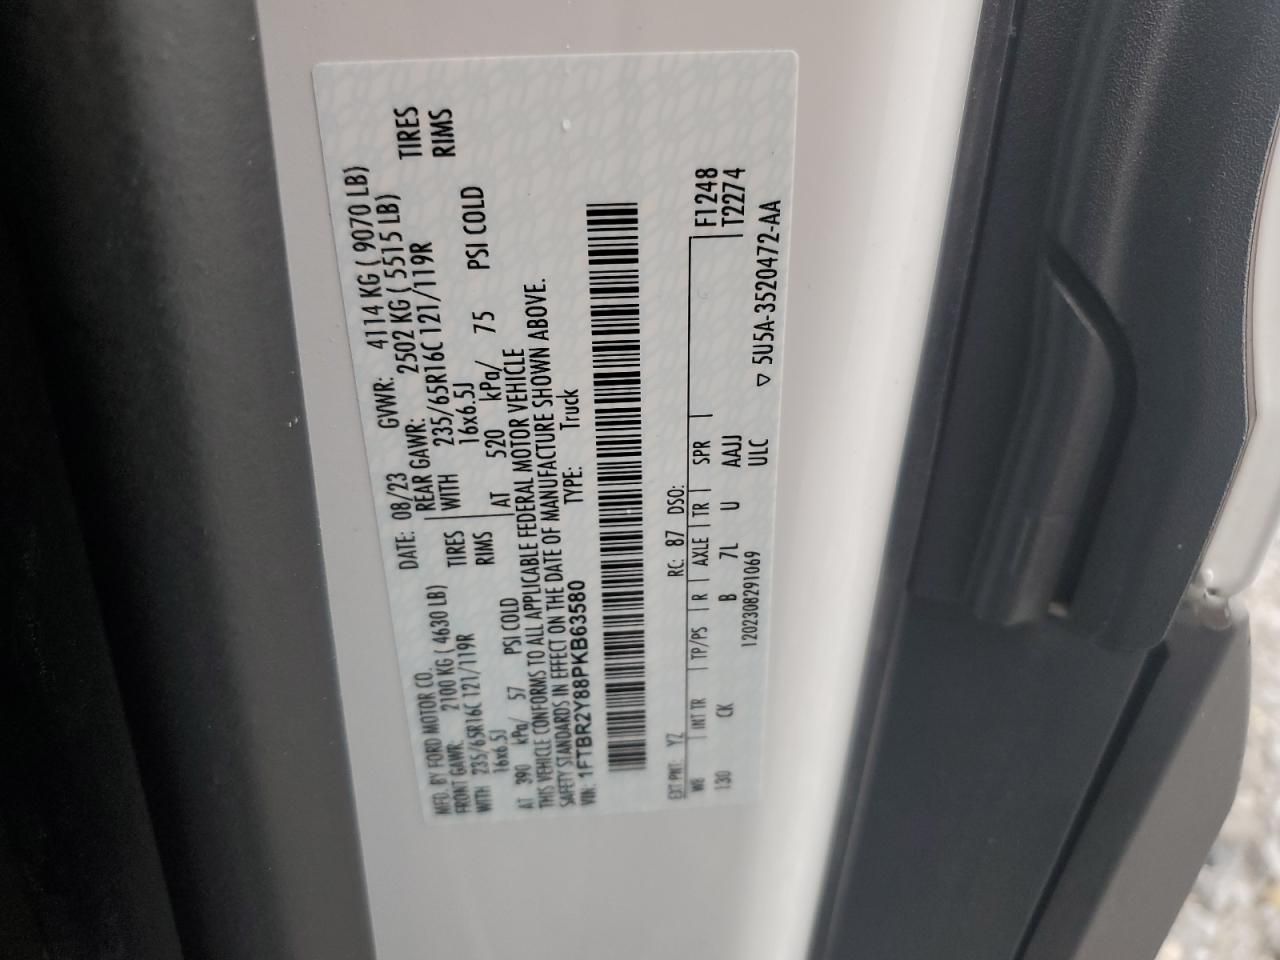 MFD. BY FORD MOTOR CO.
DATE: 08/23 GVWR: 4114 KG ( 9070 LB)
FRONT GAWR: 2100 KG ( 4630 LB) REAR GAWR: 2502 KG ( 5515 LB)
WITH 235/65R16C 121/119R TIRES WITH 235/65R16C 121/119R TIRES
16x6.5J RIMS 16x6.5J RIMS
AT 390 kPa/ 57 PSI COLD AT 520 kPa/ 75 PSI COLD
THIS VEHICLE CONFORMS TO ALL APPLICABLE FEDERAL MOTOR VEHICLE
SAFETY STANDARDS IN EFFECT ON THE DATE OF MANUFACTURE SHOWN ABOVE.
VIN: 1FTBR2Y88PKB63580 TYPE: Truck
EXT PNT: YZ RC: 87 DSO:
WB INT TR TP/PS R AXLE TR SPR F1248
130 CK B 7L U AAJJ T2274
1202308291069 ULC
▽ 5U5A-3520472-AA